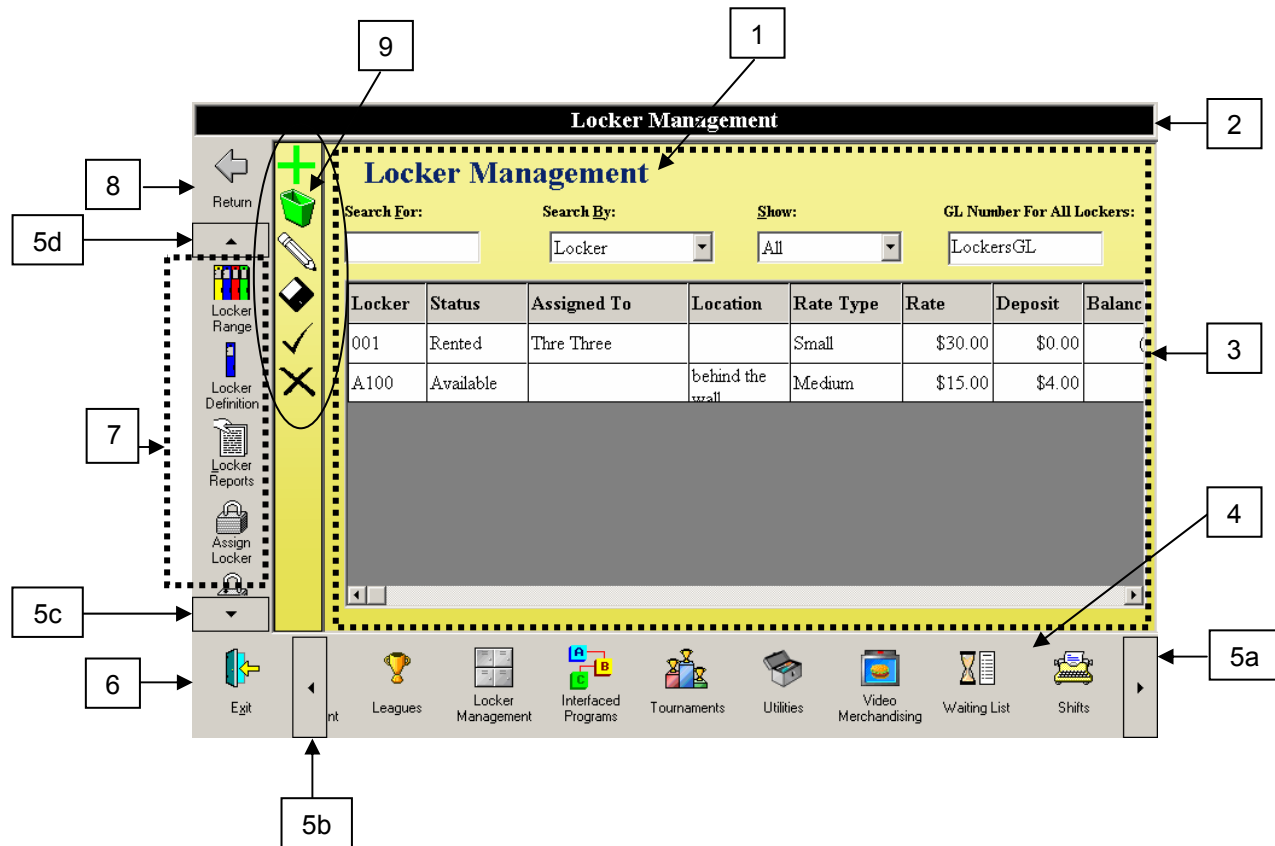 9
1
Locker Management
2
8
Return
Locker Management
Search For:
Search By:
Show:
GL Number For All Lockers:
Locker
All
LockersGL
5d
Locker Range
Locker Definition
Locker Reports
Assign Locker
7
Locker Status Assigned To Location Rate Type Rate Deposit Balanc
001 Rented Thre Three Small $30.00 $0.00 (
A100 Available behind the wall Medium $15.00 $4.00
3
4
5c
6
Exit
nt
Leagues
Locker Management
A
B
C
Interfaced Programs
Tournaments
Utilities
Video Merchandising
Waiting List
Shifts
5a
5b